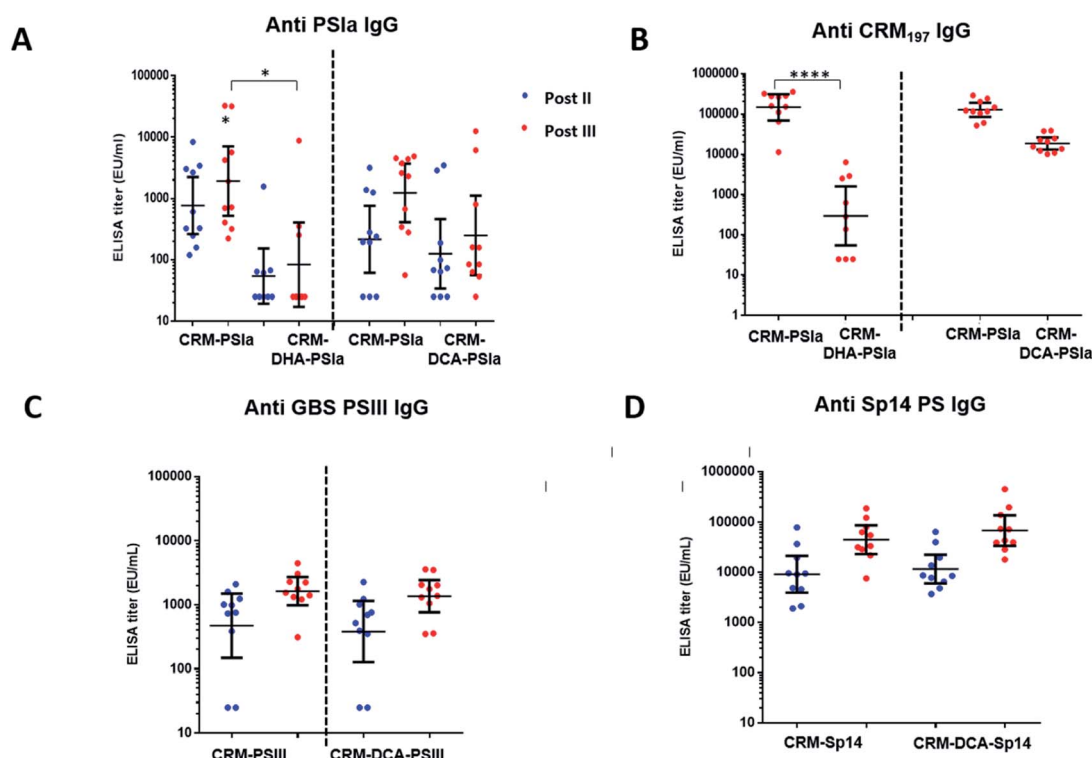 A
Anti PSIa IgG
ELISA titer (EU/ml)
100000
10000
1000
100
10
*
*
CRM-PSIa
CRM-
DHA-PSIa
CRM-PSIa
CRM-
DCA-PSIa
Post II
Post III
B
Anti CRM197 IgG
ELISA titer (EU/ml)
1000000
100000
10000
1000
100
10
1
****
CRM-PSIa
CRM-
DHA-PSIa
CRM-PSIa
CRM-
DCA-PSIa
C
Anti GBS PSIII IgG
ELISA titer (EU/mL)
100000
10000
1000
100
10
CRM-PSIII
CRM-DCA-PSIII
D
Anti Sp14 PS IgG
ELISA titer (EU/mL)
1000000
100000
10000
1000
100
10
CRM-Sp14
CRM-DCA-Sp14